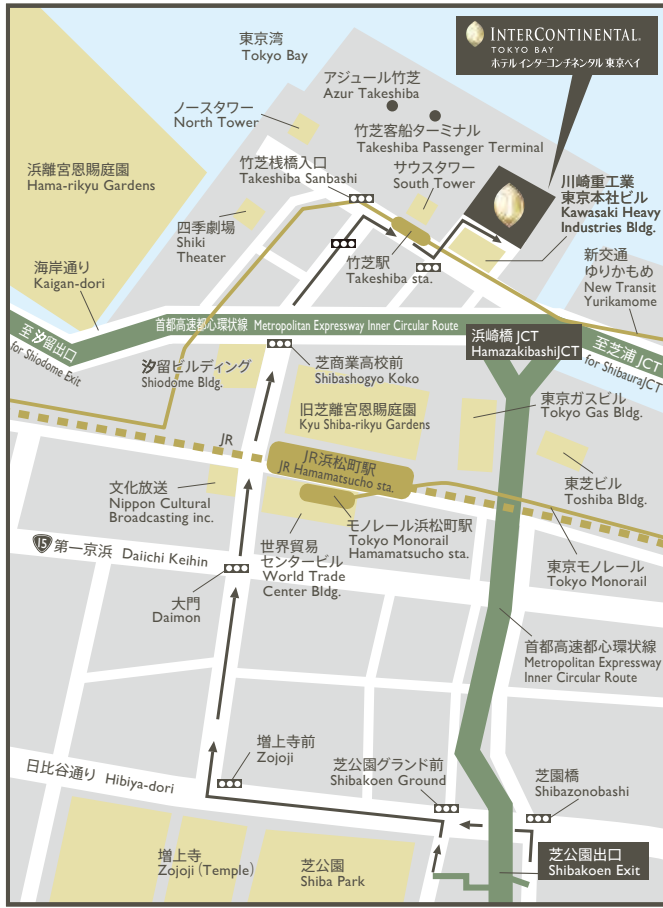 INTERCONTINENTAL.
TOKYO BAY
ホテル インターコンチネンタル 東京ベイ
東京湾
Tokyo Bay
アジュール竹芝
Azur Takeshiba
ノースタワー
North Tower
竹芝客船ターミナル
Takeshiba Passenger Terminal
竹芝桟橋入口
Takeshiba Sanbashi
サウスタワー
South Tower
浜離宮恩賜庭園
Hama-rikyu Gardens
川崎重工業
東京本社ビル
Kawasaki Heavy
Industries Bldg.
四季劇場
Shiki
Theater
竹芝駅
Takeshiba sta.
新交通
ゆりかもめ
New Transit
Yurikamome
海岸通り
Kaigan-dori
首都高速都心環状線 Metropolitan Expressway Inner Circular Route
至汐留出口
for Shiodome Exit
浜崎橋 JCT
HamazakibashiJCT
至芝浦 JCT
for ShibauraJCT
汐留ビルディング
Shiodome Bldg.
芝商業高校前
Shibashogyo Koko
旧芝離宮恩賜庭園
Kyu Shiba-rikyu Gardens
東京ガスビル
Tokyo Gas Bldg.
JR
JR浜松町駅
JR Hamamatsucho sta.
東芝ビル
Toshiba Bldg.
文化放送
Nippon Cultural
Broadcasting inc.
モノレール浜松町駅
Tokyo Monorail
Hamamatsucho sta.
15 第一京浜 Daiichi Keihin
世界貿易
センタービル
World Trade
Center Bldg.
東京モノレール
Tokyo Monorail
大門
Daimon
首都高速都心環状線
Metropolitan Expressway
Inner Circular Route
増上寺前
Zojoji
芝公園グランド前
Shibakoen Ground
日比谷通り Hibiya-dori
芝園橋
Shibazonobashi
増上寺
Zojoji (Temple)
芝公園
Shiba Park
芝公園出口
Shibakoen Exit